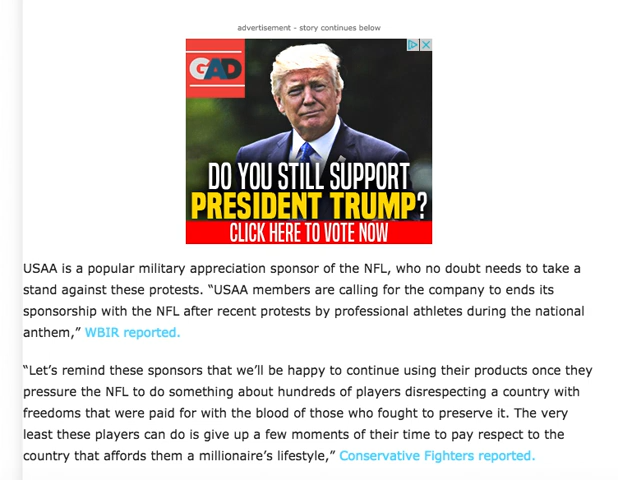 advertisement - story continues below
GAD
DO YOU STILL SUPPORT
PRESIDENT TRUMP?
CLICK HERE TO VOTE NOW
USAA is a popular military appreciation sponsor of the NFL, who no doubt needs to take a
stand against these protests. “USAA members are calling for the company to ends its
sponsorship with the NFL after recent protests by professional athletes during the national
anthem,” WBIR reported.
“Let’s remind these sponsors that we’ll be happy to continue using their products once they
pressure the NFL to do something about hundreds of players disrespecting a country with
freedoms that were paid for with the blood of those who fought to preserve it. The very
least these players can do is give up a few moments of their time to pay respect to the
country that affords them a millionaire’s lifestyle,” Conservative Fighters reported.